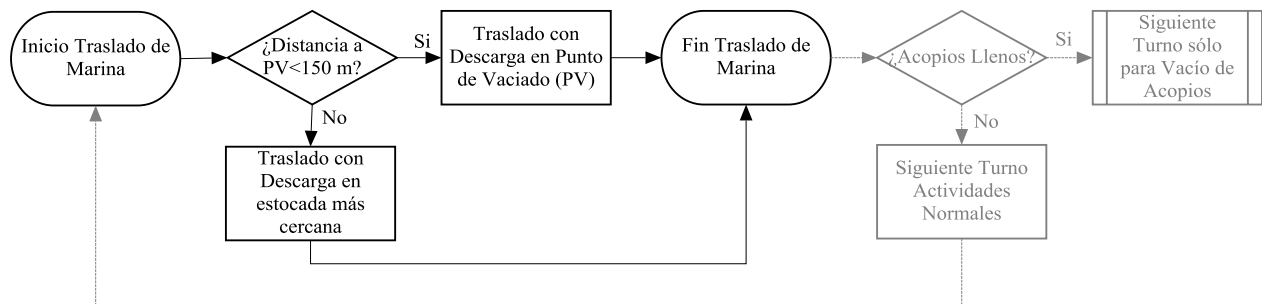 Inicio Traslado de
Marina
¿Distancia a
PV<150 m?
Si
Traslado con
Descarga en Punto
de Vaciado (PV)
Fin Traslado de
Marina
¿Acopios Llenos?
Si
Siguiente
Turno sólo
para Vacío de
Acopios
No
Traslado con
Descarga en
estocada más
cercana
No
Siguiente Turno
Actividades
Normales